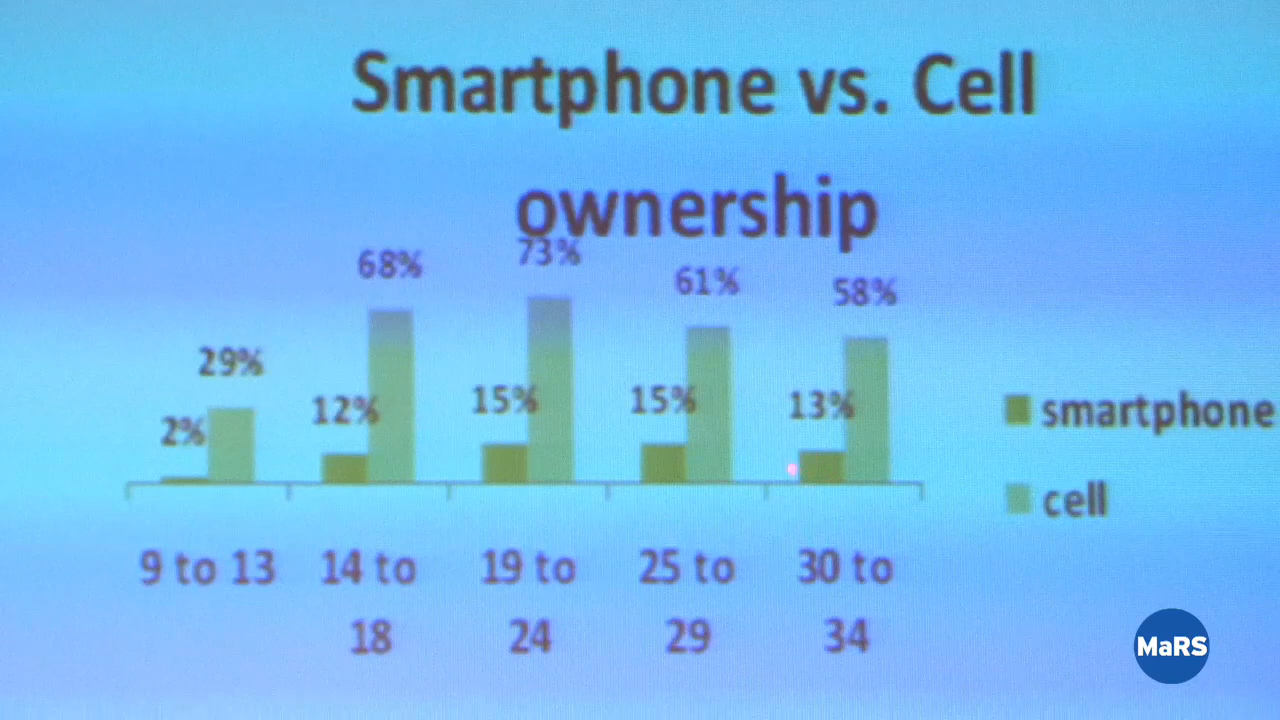 Smartphone vs. Cell
ownership
73%
68%
61%
58%
29%
2%
12%
15%
15%
13%
smartphone
cell
9 to 13
14 to
18
19 to
24
25 to
29
30 to
34
MaRS